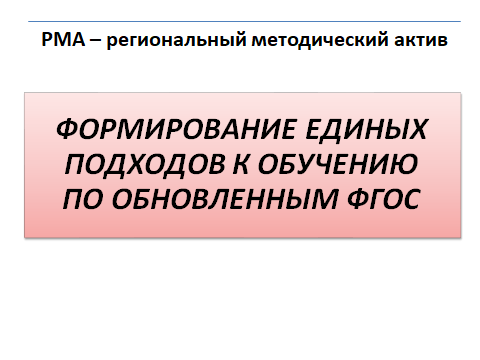 РМА – региональный методический актив
ФОРМИРОВАНИЕ ЕДИНЫХ
ПОДХОДОВ К ОБУЧЕНИЮ
ПО ОБНОВЛЕННЫМ ФГОС